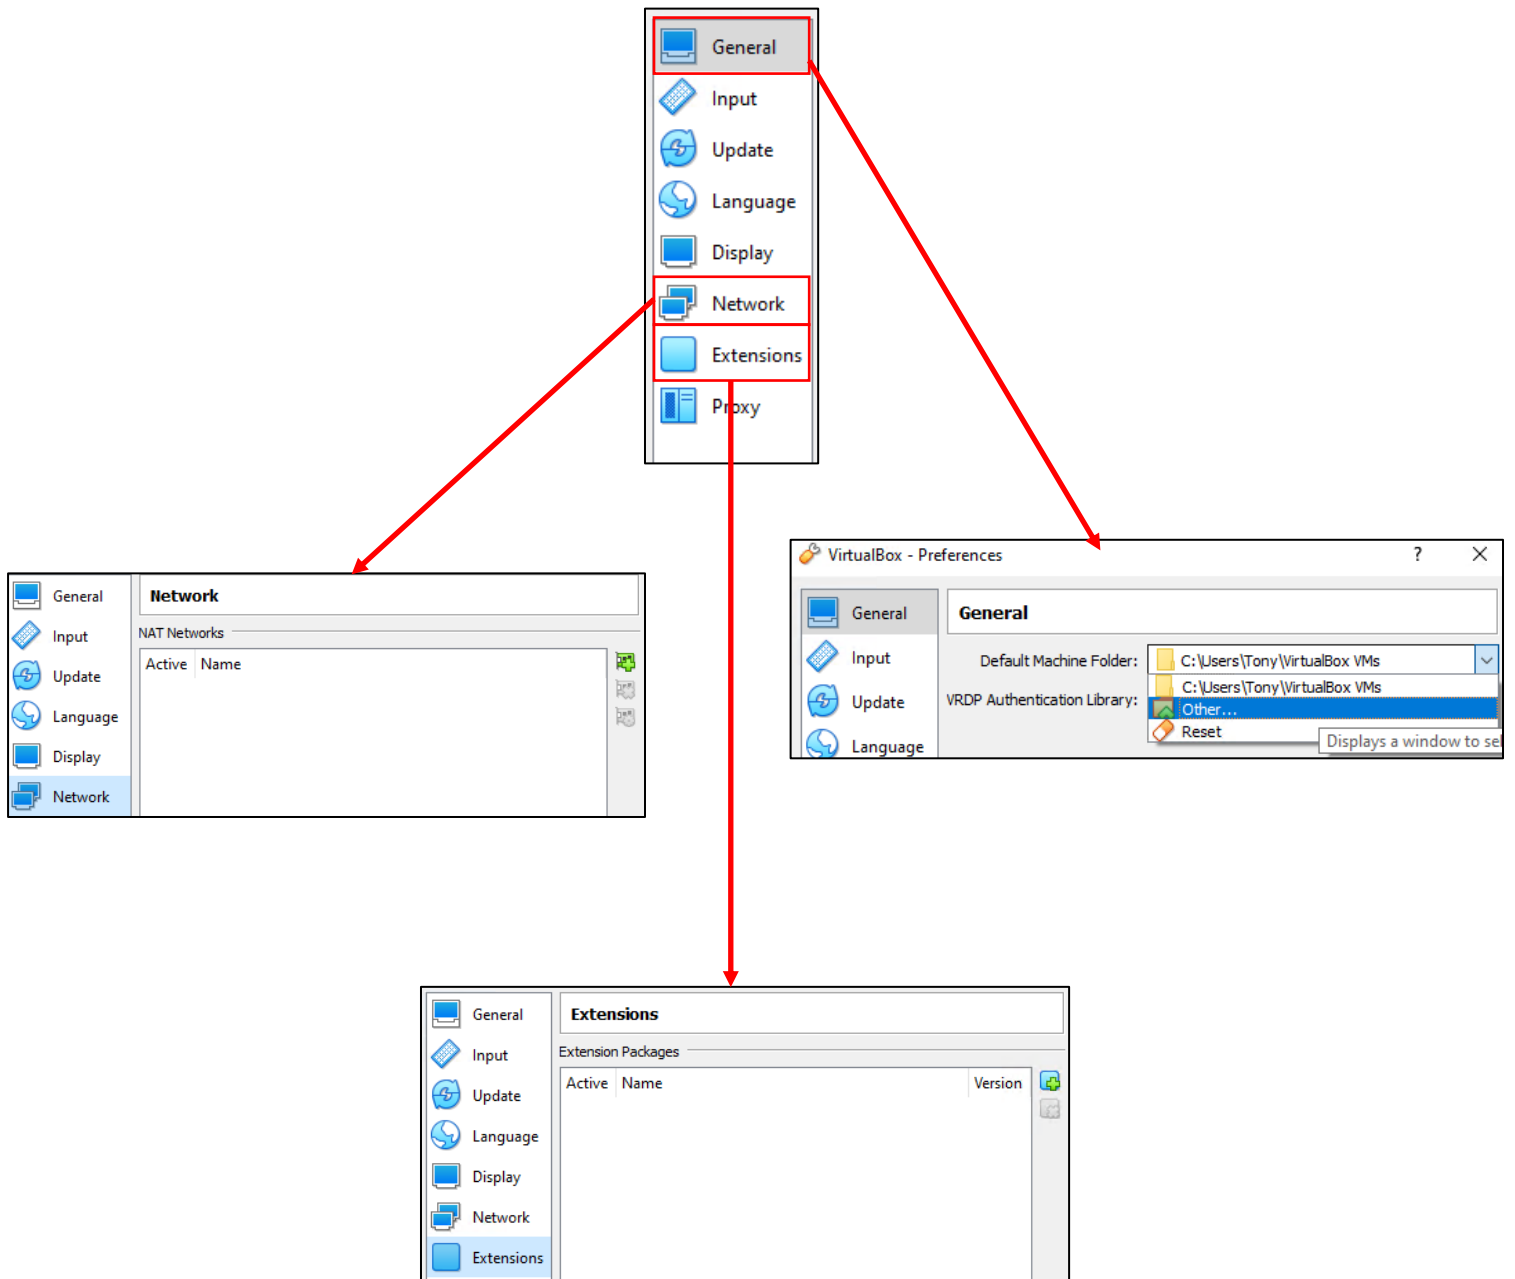 General
Input
Update
Language
Display
Network
Extensions
Proxy
VirtualBox - Preferences
?
General
General
Input
Default Machine Folder:
C:\Users\Tony\VirtualBox VMs
C:\Users\Tony\VirtualBox VMs
Update
VRDP Authentication Library:
Other...
Reset
Displays a window to se
Language
General
Network
Input
NAT Networks
Active Name
Update
Language
Display
Network
General
Extensions
Input
Extension Packages
Active Name Version
Update
Language
Display
Network
Extensions